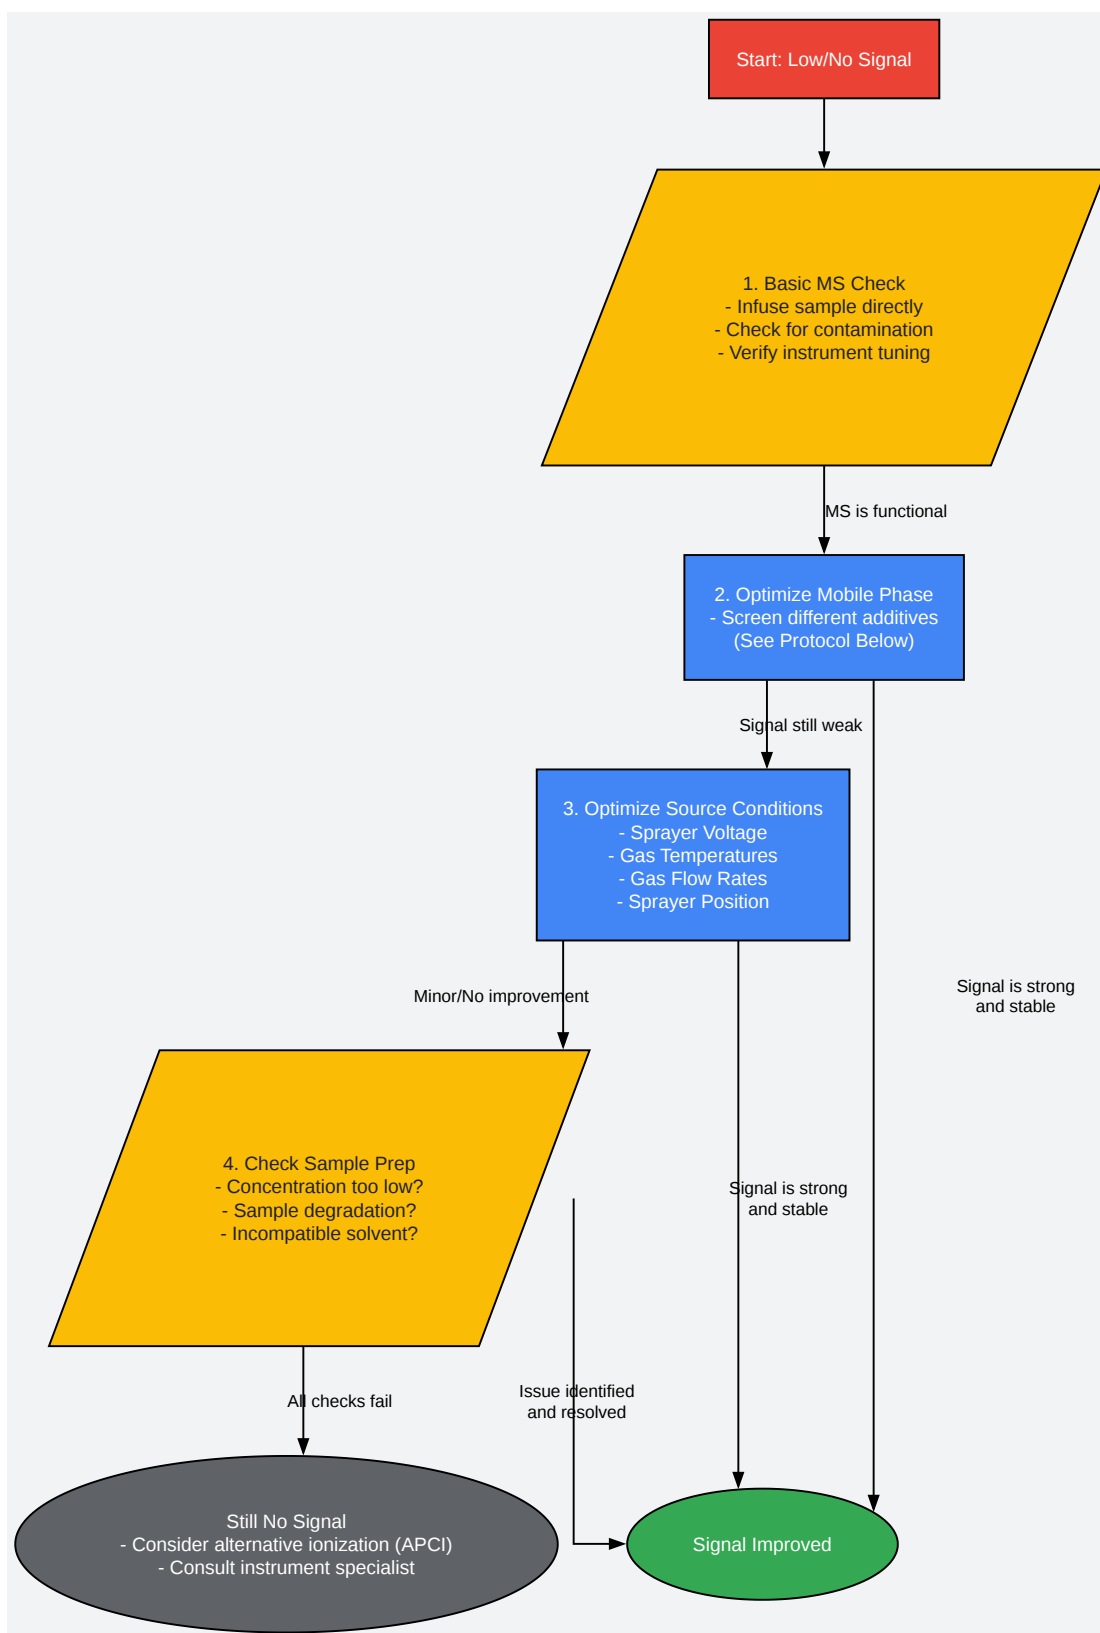 Start: Low/No Signal
1. Basic MS Check
- Infuse sample directly
- Check for contamination
- Verify instrument tuning
MS is functional
2. Optimize Mobile Phase
- Screen different additives
(See Protocol Below)
Signal still weak
3. Optimize Source Conditions
- Sprayer Voltage
- Gas Temperatures
- Gas Flow Rates
- Sprayer Position
Minor/No improvement
Signal is strong
and stable
4. Check Sample Prep
- Concentration too low?
- Sample degradation?
- Incompatible solvent?
Signal is strong
and stable
All checks fail
Issue identified
and resolved
Still No Signal
- Consider alternative ionization (APCI)
- Consult instrument specialist
Signal Improved